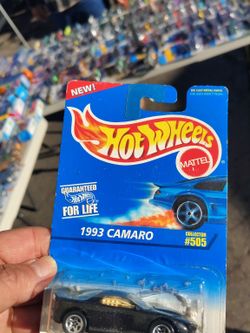 NEW!
HOT WHEELS
MATTEL
GUARANTEED
FOR LIFE
1993 CAMARO
COLLECTOR
#505